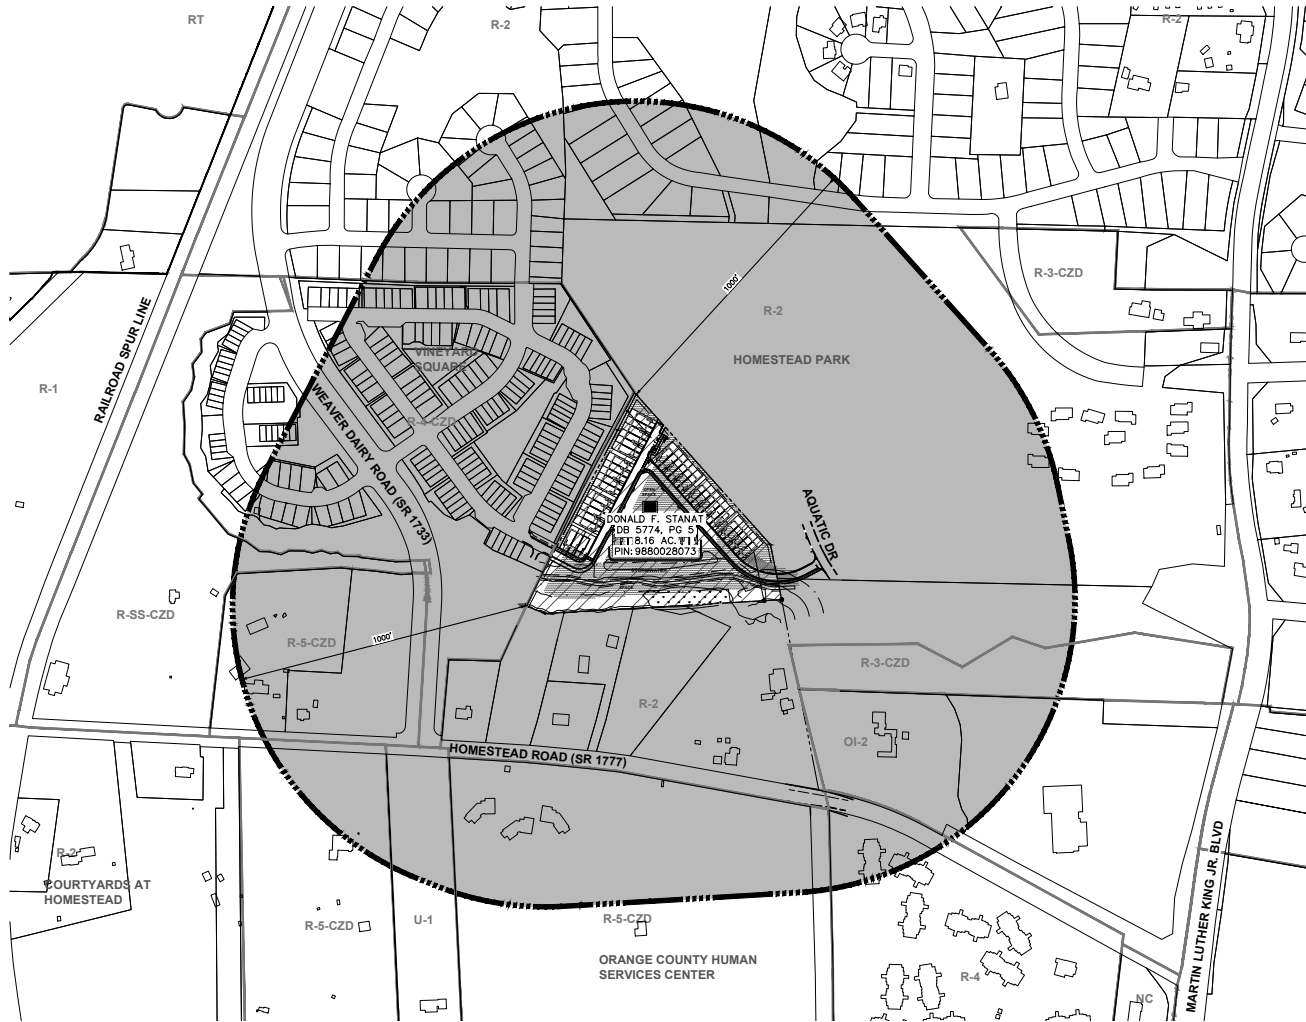 RT
R-2
R-2
R-3-CZD
1000'
R-2
HOMESTEAD PARK
RAILROAD SPUR LINE
VINEYARD
SQUARE
R-1
WEAVER DAIRY ROAD (SR 1733)
R-4-CZD
AQUATIC DR
DONALD F. STANAT
DB 5774, PG 5
8.16 AC.
PIN: 9880028073
R-SS-CZD
R-5-CZD
1000'
R-3-CZD
R-2
OI-2
HOMESTEAD ROAD (SR 1777)
R-2
COURTYARDS AT
HOMESTEAD
R-5-CZD
U-1
R-5-CZD
ORANGE COUNTY HUMAN
SERVICES CENTER
R-4
NC
MARTIN LUTHER KING JR. BLVD